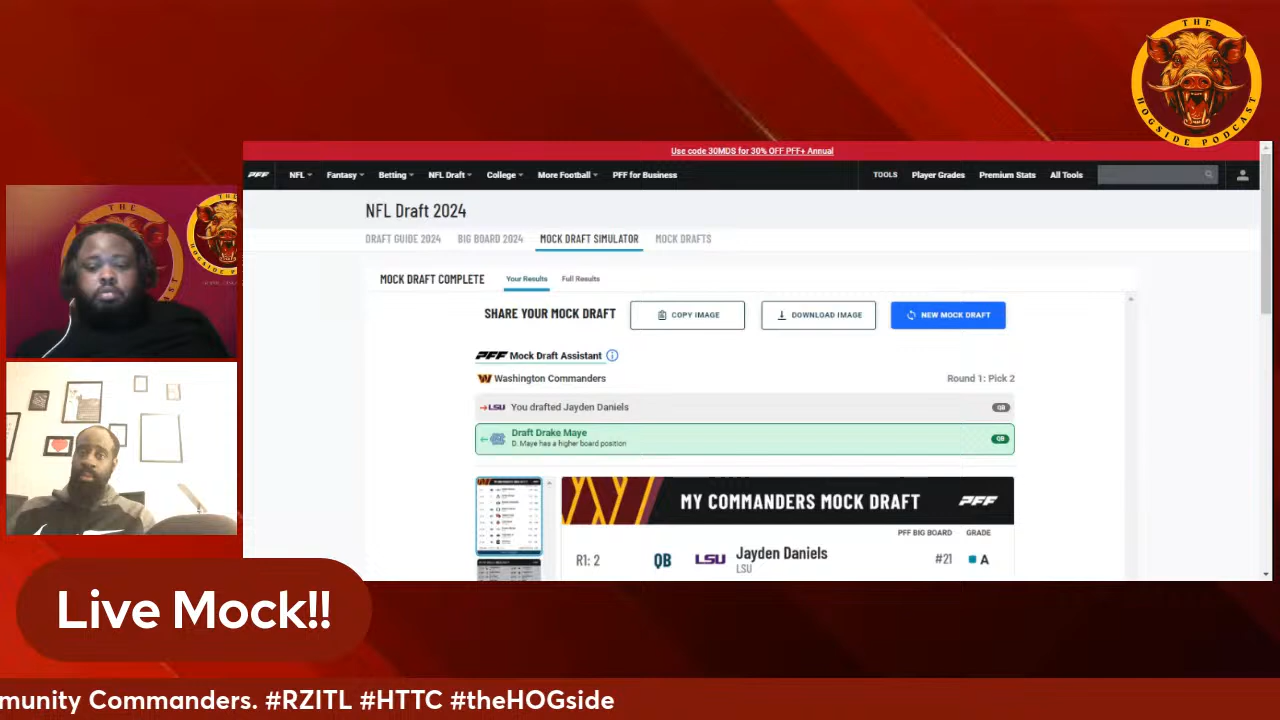 THE
HOGSIDE PODCAST
Use code 30MDS for 30% OFF PFF+ Annual
PFF NFL Fantasy Betting NFL Draft College More Football PFF for Business TOOLS Player Grades Premium Stats All Tools
NFL Draft 2024
DRAFT GUIDE 2024 BIG BOARD 2024 MOCK DRAFT SIMULATOR MOCK DRAFTS
MOCK DRAFT COMPLETE Your Results Full Results
SHARE YOUR MOCK DRAFT COPY IMAGE DOWNLOAD IMAGE NEW MOCK DRAFT
PFF Mock Draft Assistant
Washington Commanders Round 1: Pick 2
LSU You drafted Jayden Daniels QB
Draft Drake Maye QB
D. Maye has a higher board position
MY COMMANDERS MOCK DRAFT PFF
PFF BIG BOARD GRADE
R1: 2 QB LSU Jayden Daniels #21 A
LSU
Live Mock!!
munity Commanders. #RZITL #HTTC #theHOGside